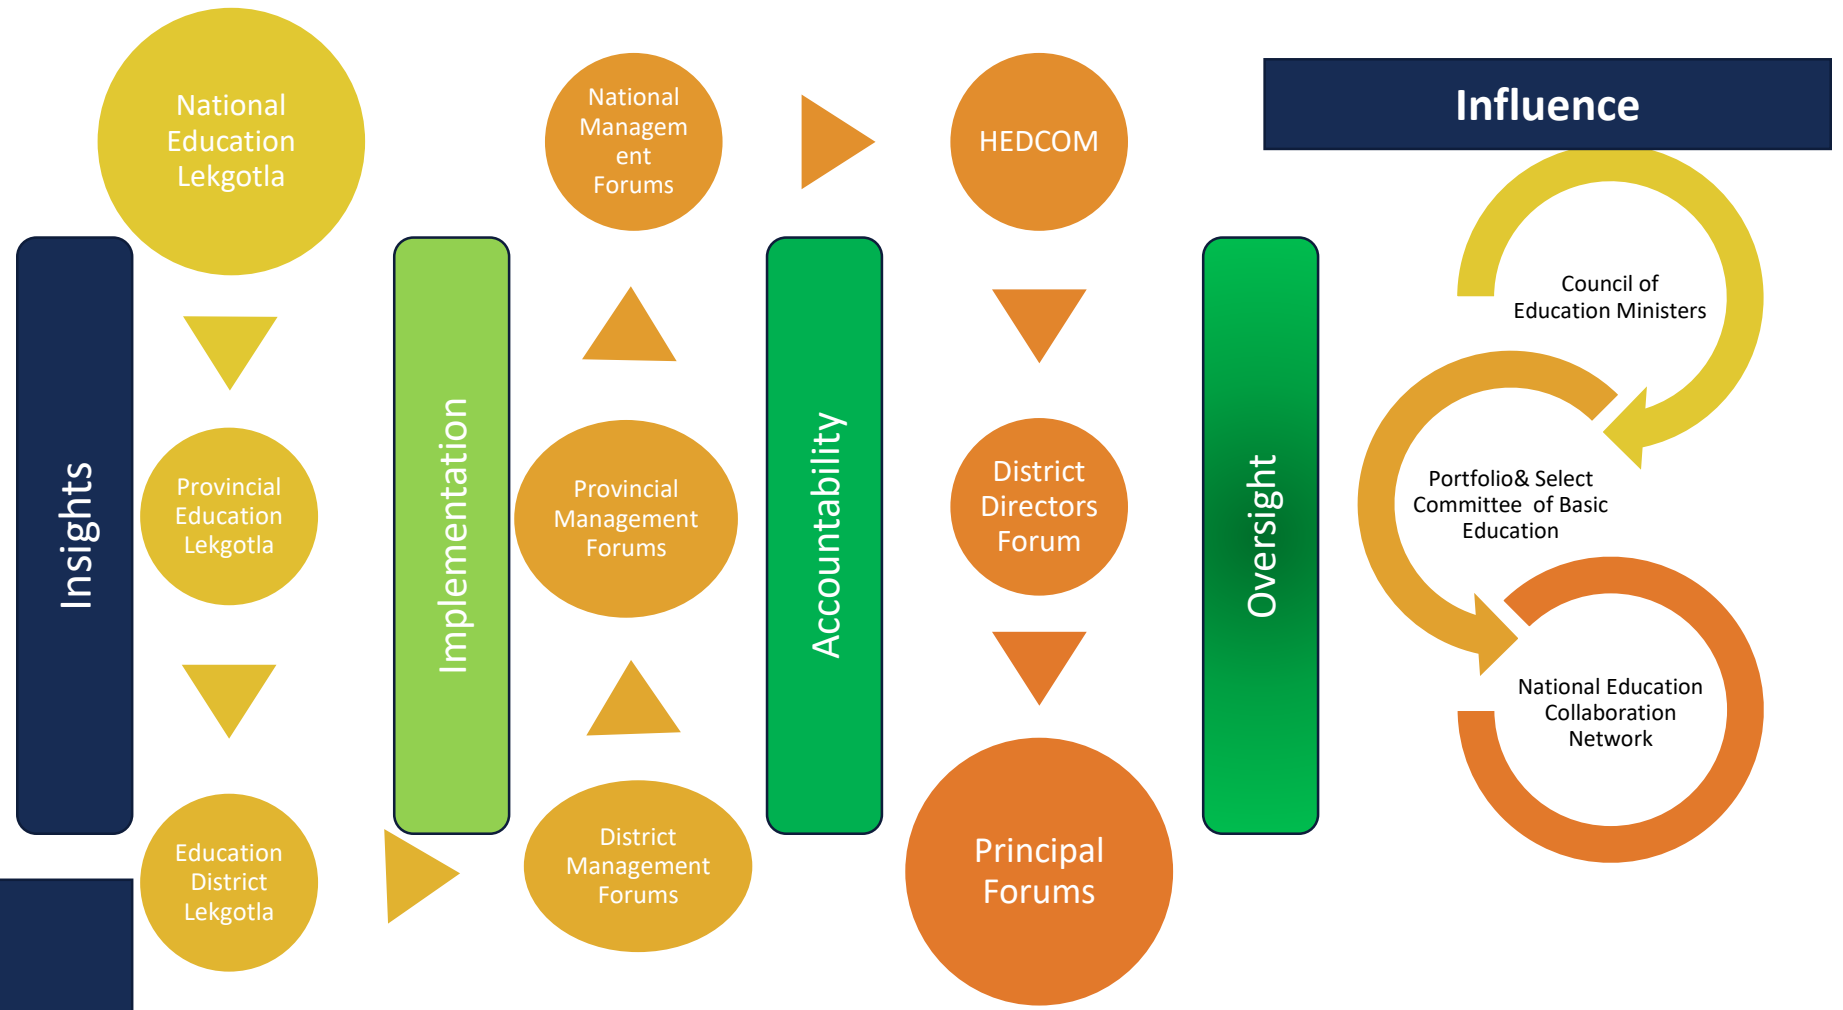 Insights
National
Education
Lekgotla
Provincial
Education
Lekgotla
Education
District
Lekgotla
Implementation
District
Management
Forums
Provincial
Management
Forums
National
Managem
ent
Forums
Accountability
HEDCOM
District
Directors
Forum
Principal
Forums
Oversight
Influence
Council of
Education Ministers
Portfolio& Select
Committee  of Basic
Education
National Education
Collaboration
Network